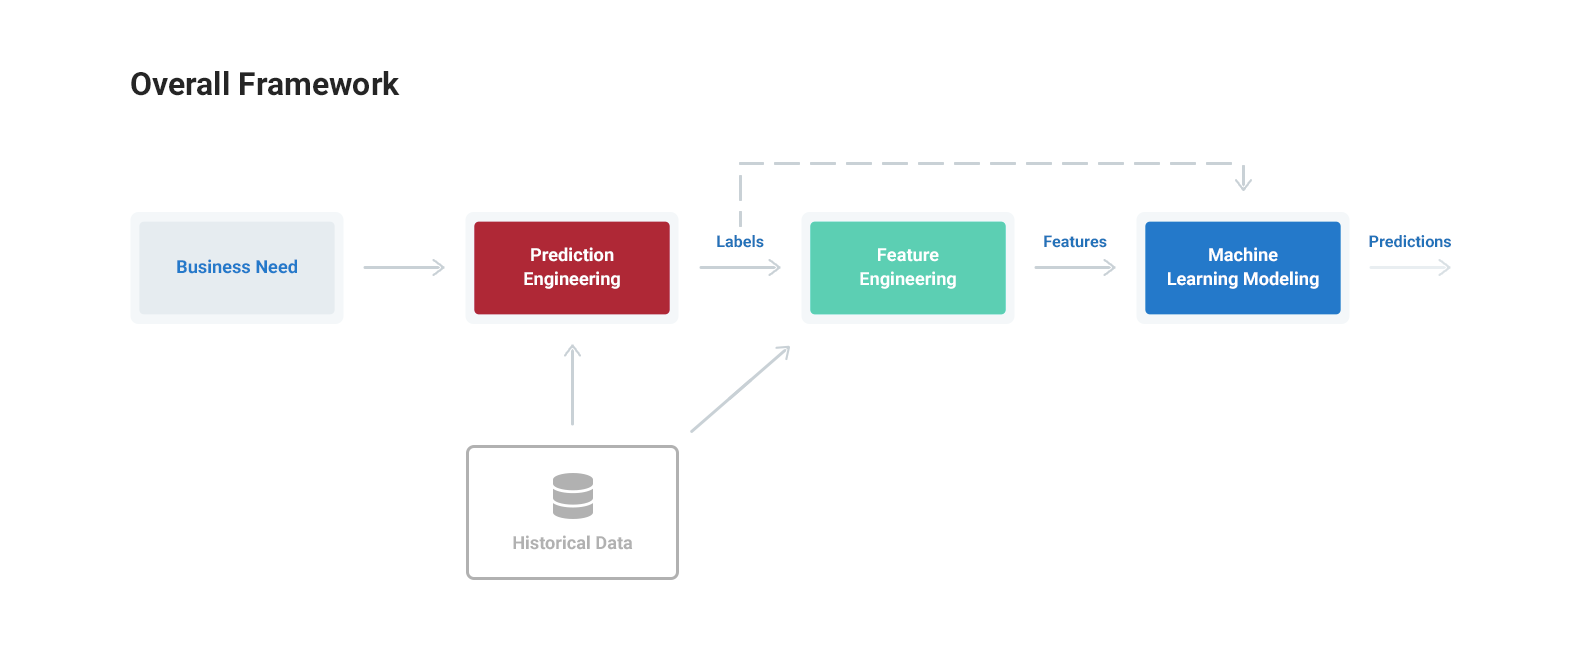 Overall Framework
Business Need
Prediction
Engineering
Labels
Feature
Engineering
Features
Machine
Learning Modeling
Predictions
Historical Data